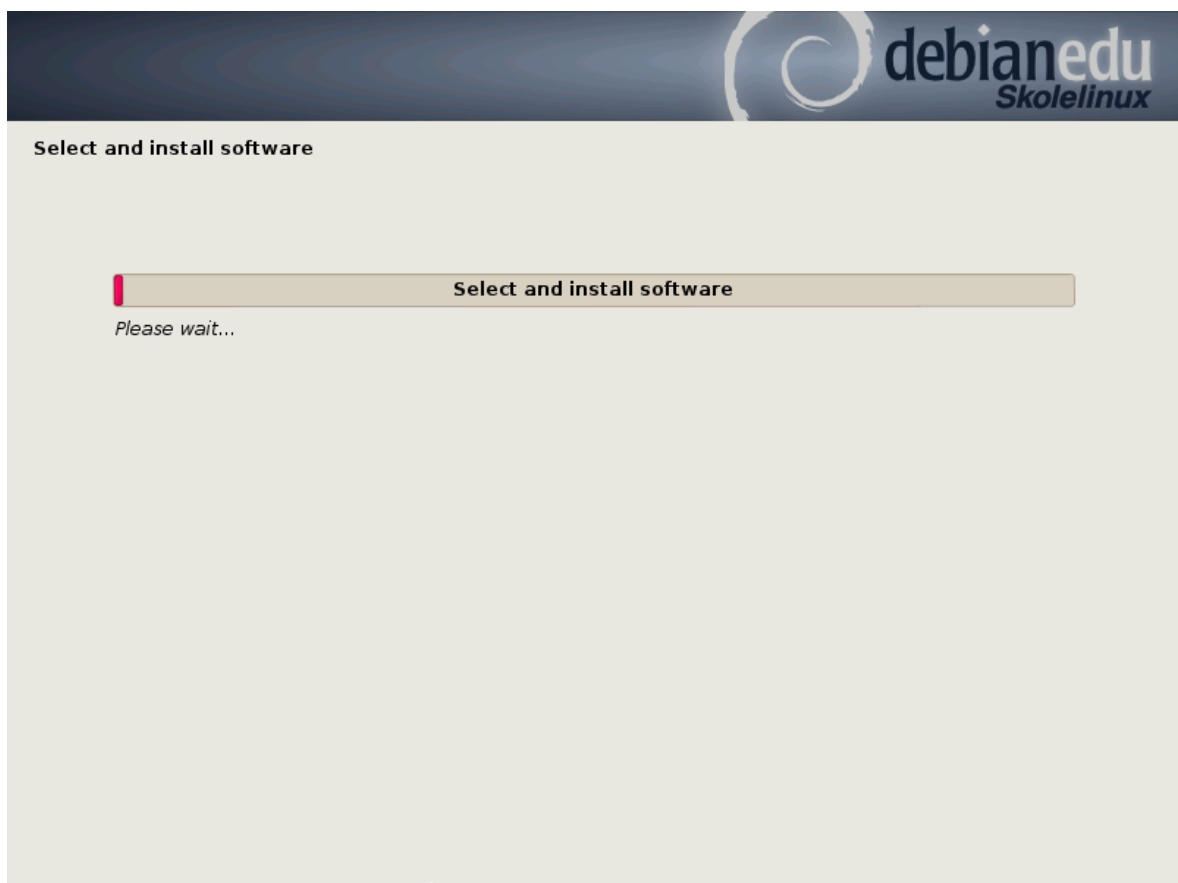 debianedu
Skolelinux
Select and install software
Select and install software
Please wait...